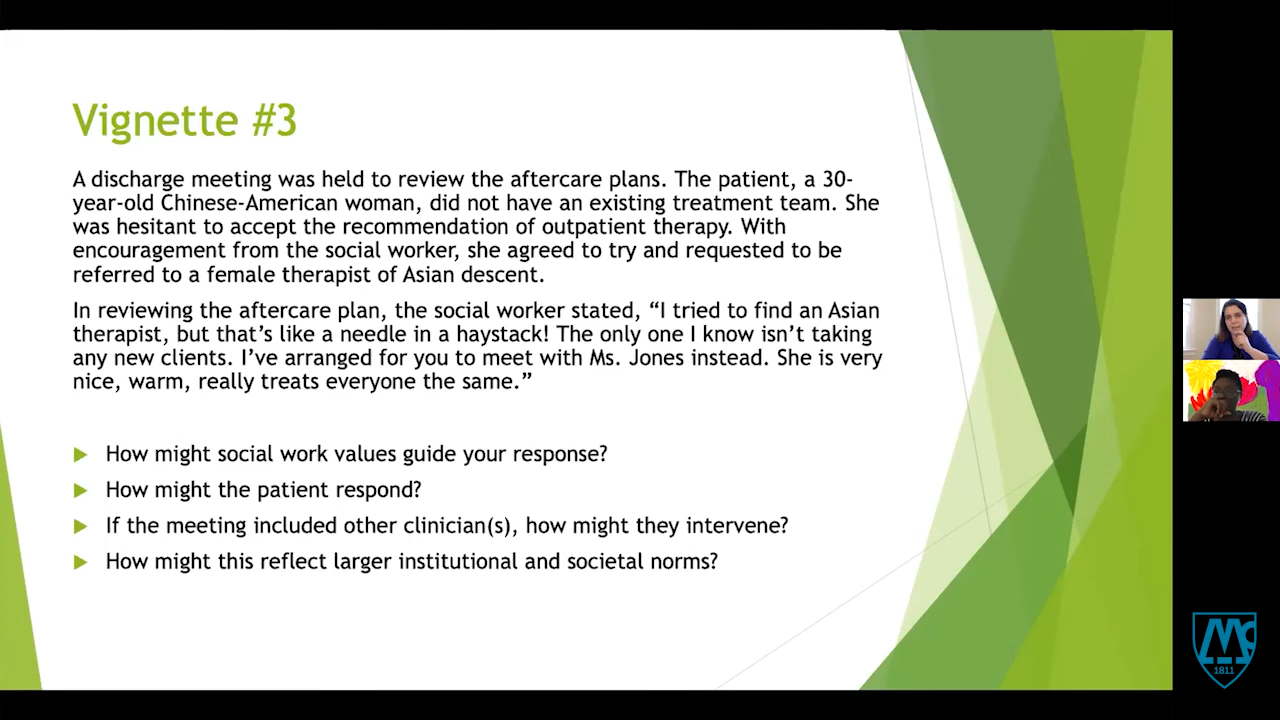 Vignette #3
A discharge meeting was held to review the aftercare plans. The patient, a 30-
year-old Chinese-American woman, did not have an existing treatment team. She
was hesitant to accept the recommendation of outpatient therapy. With
encouragement from the social worker, she agreed to try and requested to be
referred to a female therapist of Asian descent.
In reviewing the aftercare plan, the social worker stated, “I tried to find an Asian
therapist, but that’s like a needle in a haystack! The only one I know isn’t taking
any new clients. I’ve arranged for you to meet with Ms. Jones instead. She is very
nice, warm, really treats everyone the same.”
How might social work values guide your response?
How might the patient respond?
If the meeting included other clinician(s), how might they intervene?
How might this reflect larger institutional and societal norms?
Mc
1811